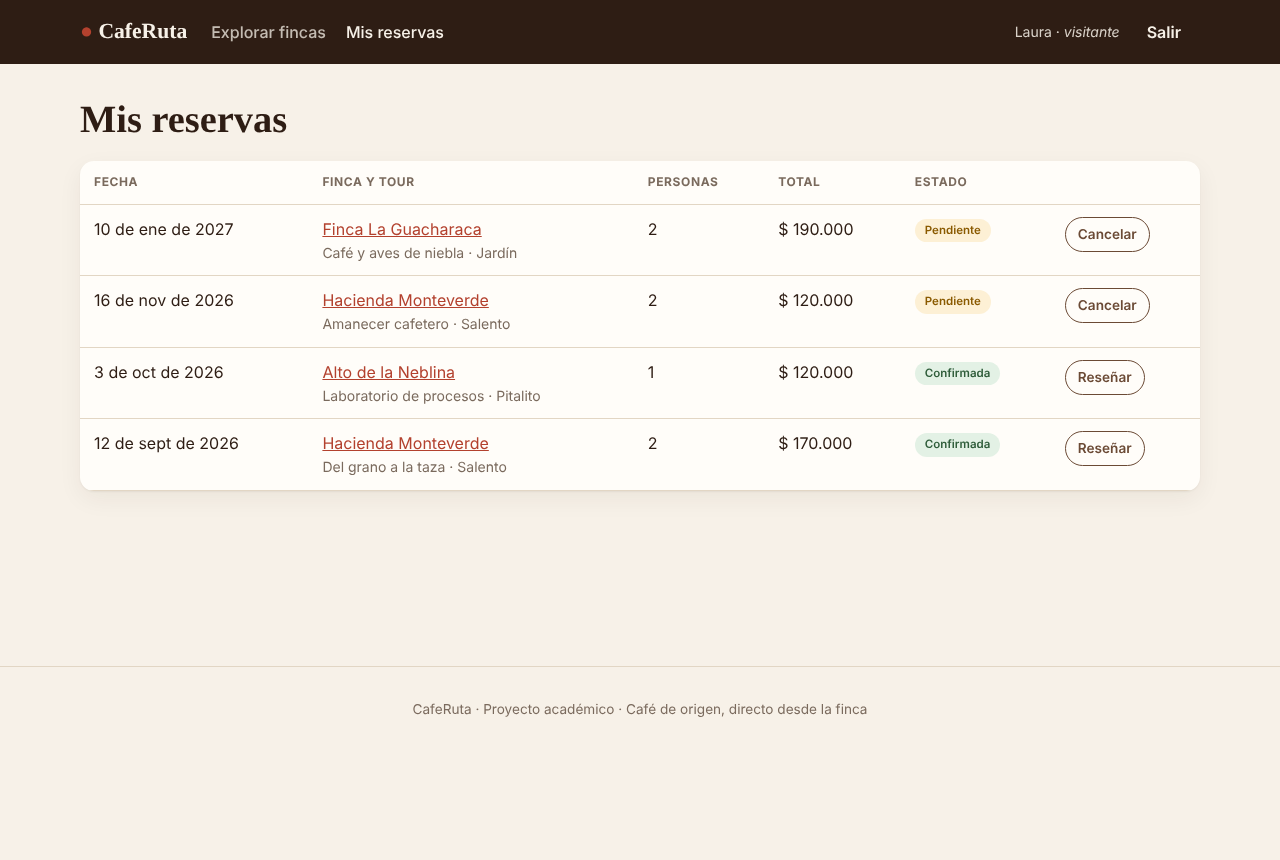 CafeRuta Explorar fincas Mis reservas Laura · visitante Salir
Mis reservas
FECHA FINCA Y TOUR PERSONAS TOTAL ESTADO
10 de ene de 2027 Finca La Guacharaca 2 $ 190.000 Pendiente Cancelar
Café y aves de niebla · Jardín
16 de nov de 2026 Hacienda Monteverde 2 $ 120.000 Pendiente Cancelar
Amanecer cafetero · Salento
3 de oct de 2026 Alto de la Neblina 1 $ 120.000 Confirmada Reseñar
Laboratorio de procesos · Pitalito
12 de sept de 2026 Hacienda Monteverde 2 $ 170.000 Confirmada Reseñar
Del grano a la taza · Salento
CafeRuta · Proyecto académico · Café de origen, directo desde la finca